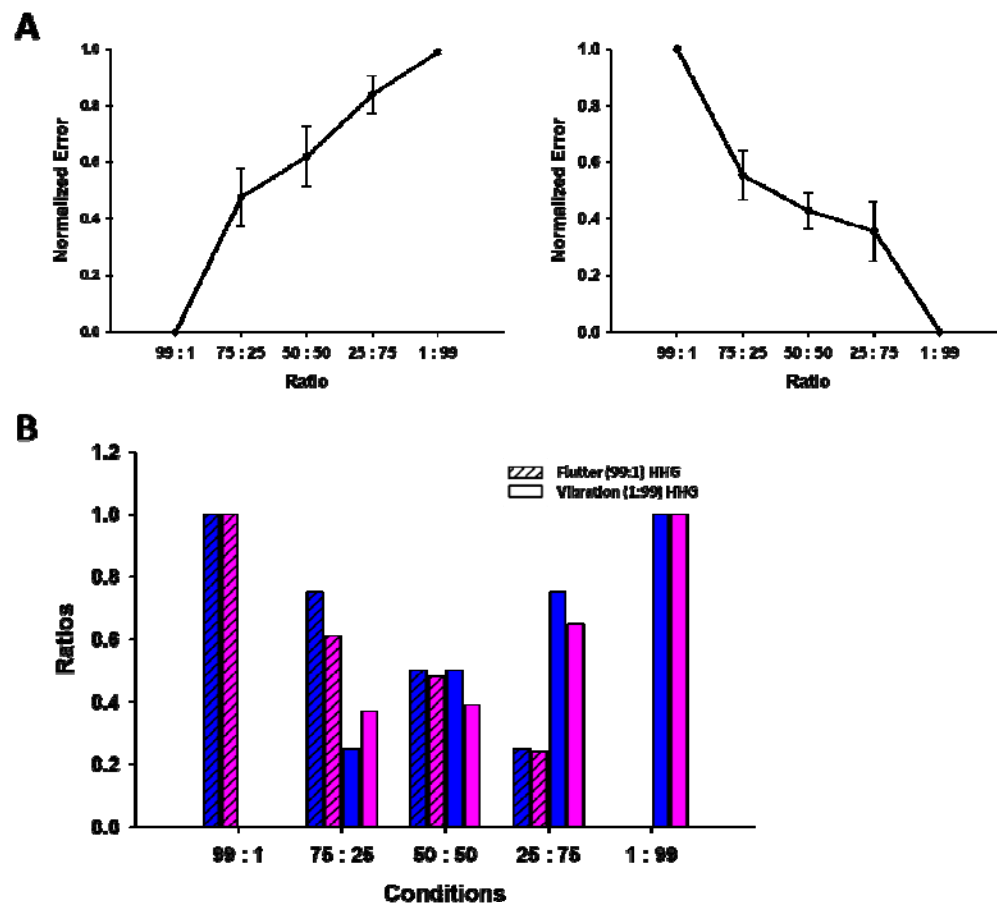 A
1.0
0.8
0.6
0.4
0.2
0.0
Normalized Error
99 : 1
75 : 25
50 : 50
25 : 75
1 : 99
Ratio
1.0
0.8
0.6
0.4
0.2
0.0
Normalized Error
99 : 1
75 : 25
50 : 50
25 : 75
1 : 99
Ratio
B
1.2
1.0
0.8
0.6
0.4
0.2
0.0
Ratios
Flutter (99:1) HHG
Vibration (1:99) HHG
99 : 1
75 : 25
50 : 50
25 : 75
1 : 99
Conditions